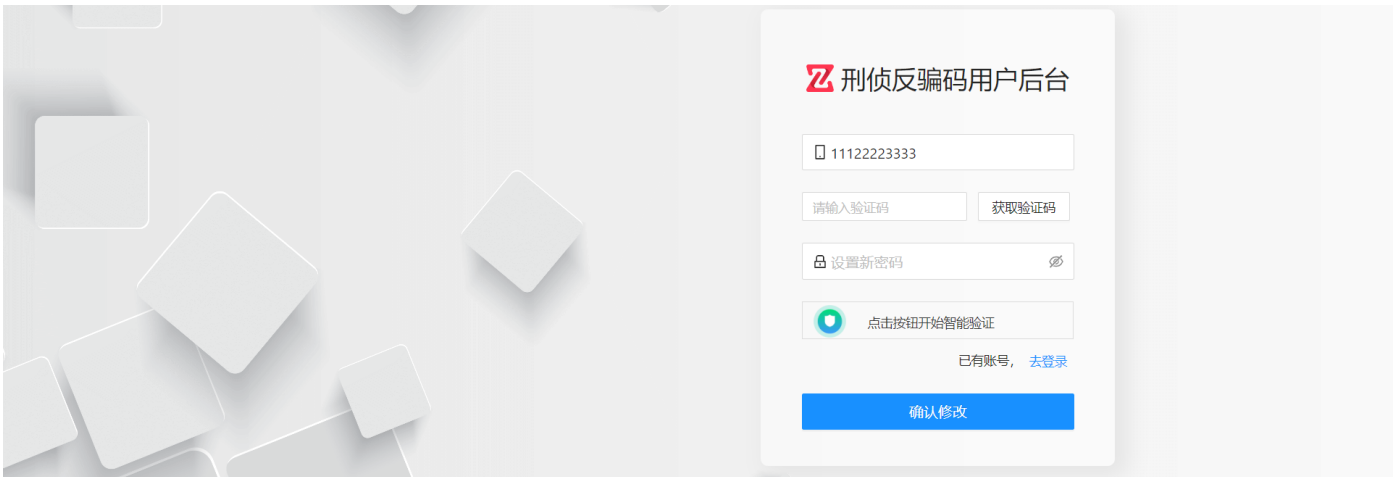 刑侦反骗码用户后台
11122223333
请输入验证码 获取验证码
设置新密码
点击按钮开始智能验证
已有账号， 去登录
确认修改